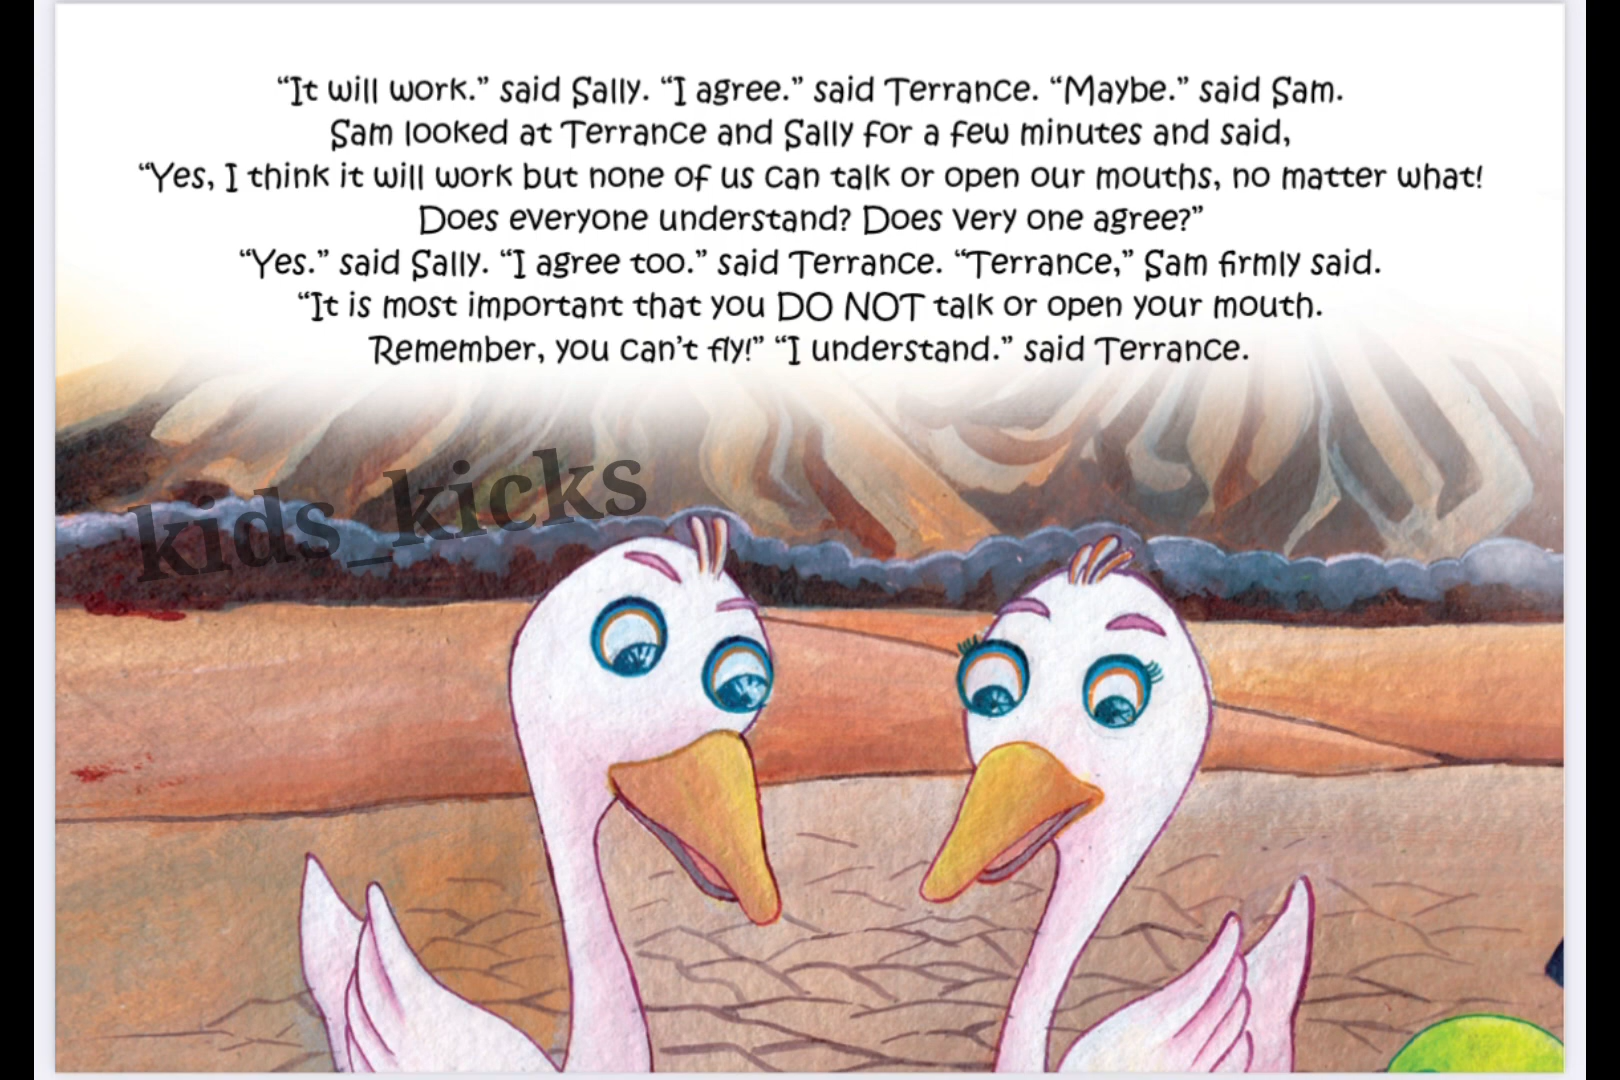 “It will work.” said Sally. “I agree.” said Terrance. “Maybe.” said Sam.
Sam looked at Terrance and Sally for a few minutes and said,
“Yes, I think it will work but none of us can talk or open our mouths, no matter what!
Does everyone understand? Does very one agree?”
“Yes.” said Sally. “I agree too.” said Terrance. “Terrance,” Sam firmly said.
“It is most important that you DO NOT talk or open your mouth.
Remember, you can’t fly!” “I understand.” said Terrance.
kids_kicks